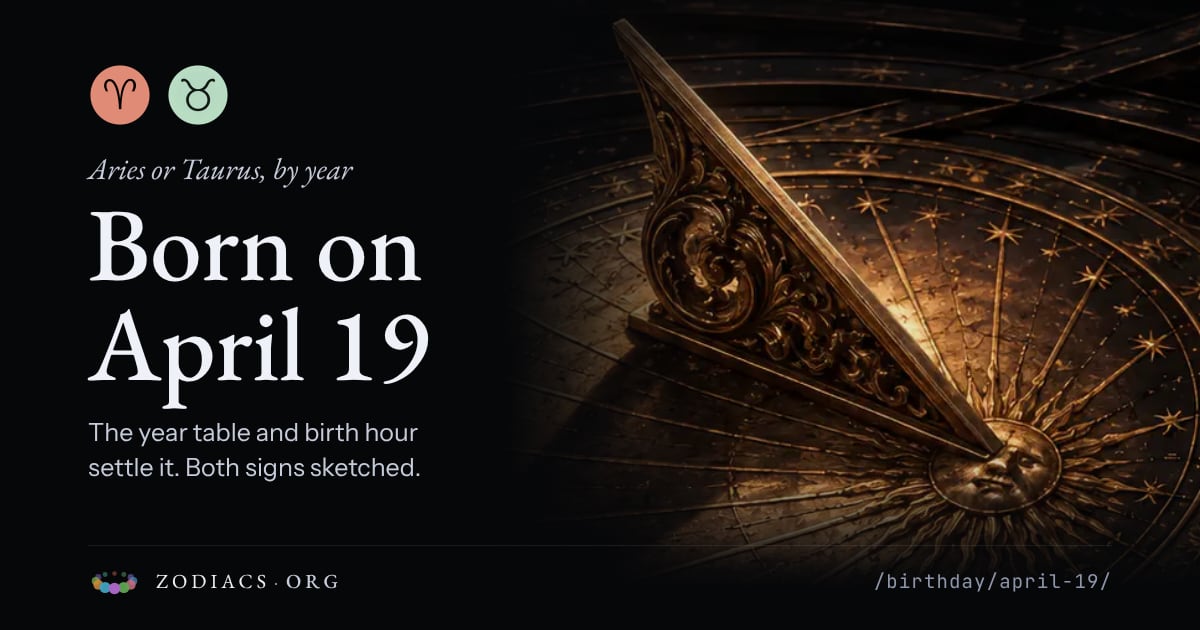 Aries or Taurus, by year
Born on
April 19
The year table and birth hour
settle it. Both signs sketched.
ZODIACS·ORG
/birthday/april-19/